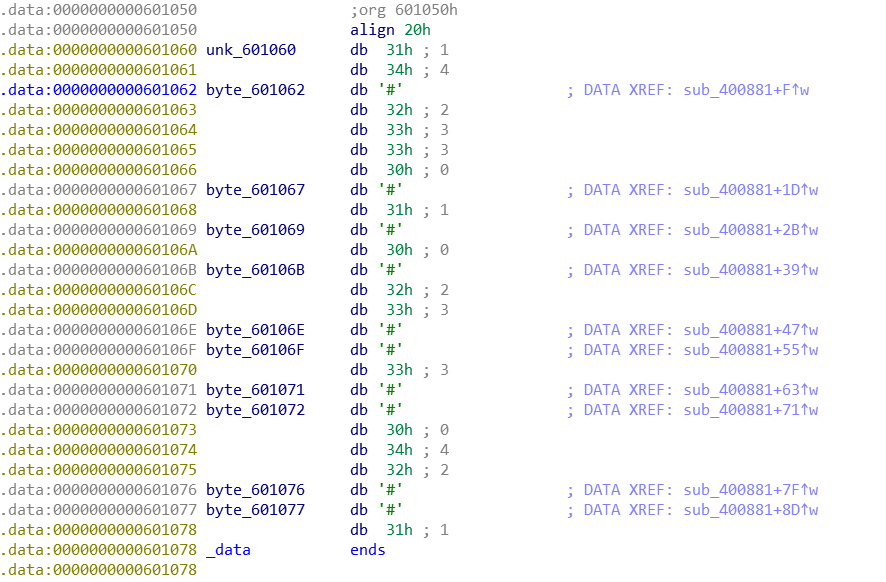 .data:0000000000601050 ;org 601050h
.data:0000000000601050 align 20h
.data:0000000000601060 unk_601060 db 31h ; 1
.data:0000000000601061 db 34h ; 4
.data:0000000000601062 byte_601062 db '#' ; DATA XREF: sub_400881+F↑w
.data:0000000000601063 db 32h ; 2
.data:0000000000601064 db 33h ; 3
.data:0000000000601065 db 33h ; 3
.data:0000000000601066 db 30h ; 0
.data:0000000000601067 byte_601067 db '#' ; DATA XREF: sub_400881+1D↑w
.data:0000000000601068 db 31h ; 1
.data:0000000000601069 byte_601069 db '#' ; DATA XREF: sub_400881+2B↑w
.data:000000000060106A db 30h ; 0
.data:000000000060106B byte_60106B db '#' ; DATA XREF: sub_400881+39↑w
.data:000000000060106C db 32h ; 2
.data:000000000060106D db 33h ; 3
.data:000000000060106E byte_60106E db '#' ; DATA XREF: sub_400881+47↑w
.data:000000000060106F byte_60106F db '#' ; DATA XREF: sub_400881+55↑w
.data:0000000000601070 db 33h ; 3
.data:0000000000601071 byte_601071 db '#' ; DATA XREF: sub_400881+63↑w
.data:0000000000601072 byte_601072 db '#' ; DATA XREF: sub_400881+71↑w
.data:0000000000601073 db 30h ; 0
.data:0000000000601074 db 34h ; 4
.data:0000000000601075 db 32h ; 2
.data:0000000000601076 byte_601076 db '#' ; DATA XREF: sub_400881+7F↑w
.data:0000000000601077 byte_601077 db '#' ; DATA XREF: sub_400881+8D↑w
.data:0000000000601078 db 31h ; 1
.data:0000000000601078 _data ends
.data:0000000000601078